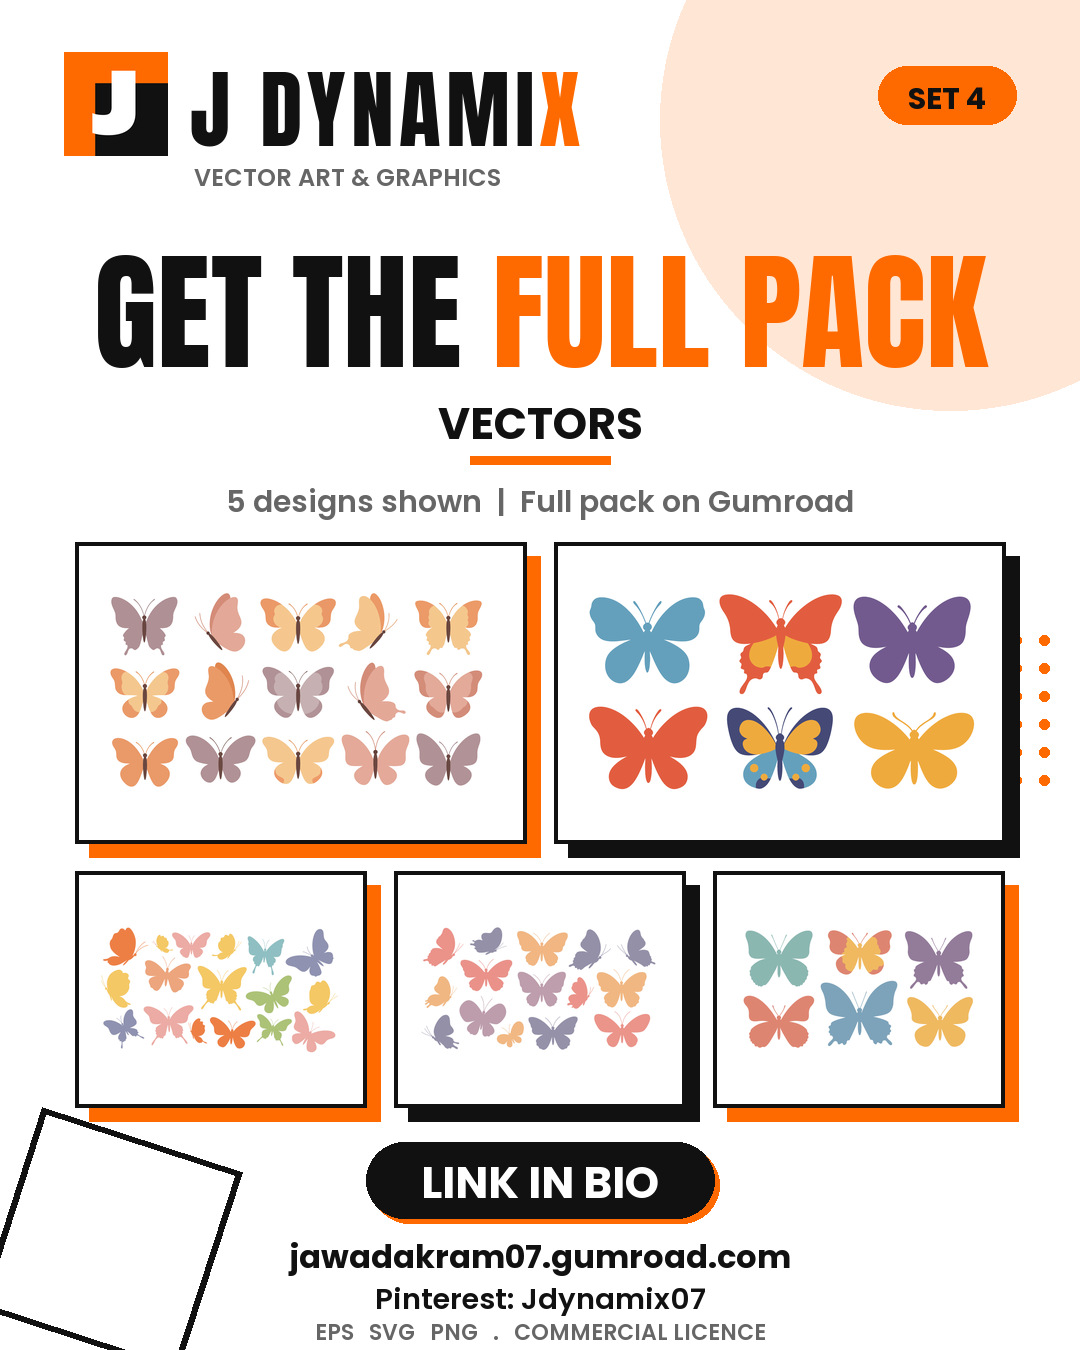 J
J DYNAMIX
VECTOR ART & GRAPHICS
SET 4
GET THE FULL PACK
VECTORS
5 designs shown | Full pack on Gumroad
LINK IN BIO
jawadakram07.gumroad.com
Pinterest: Jdynamix07
EPS SVG PNG . COMMERCIAL LICENCE